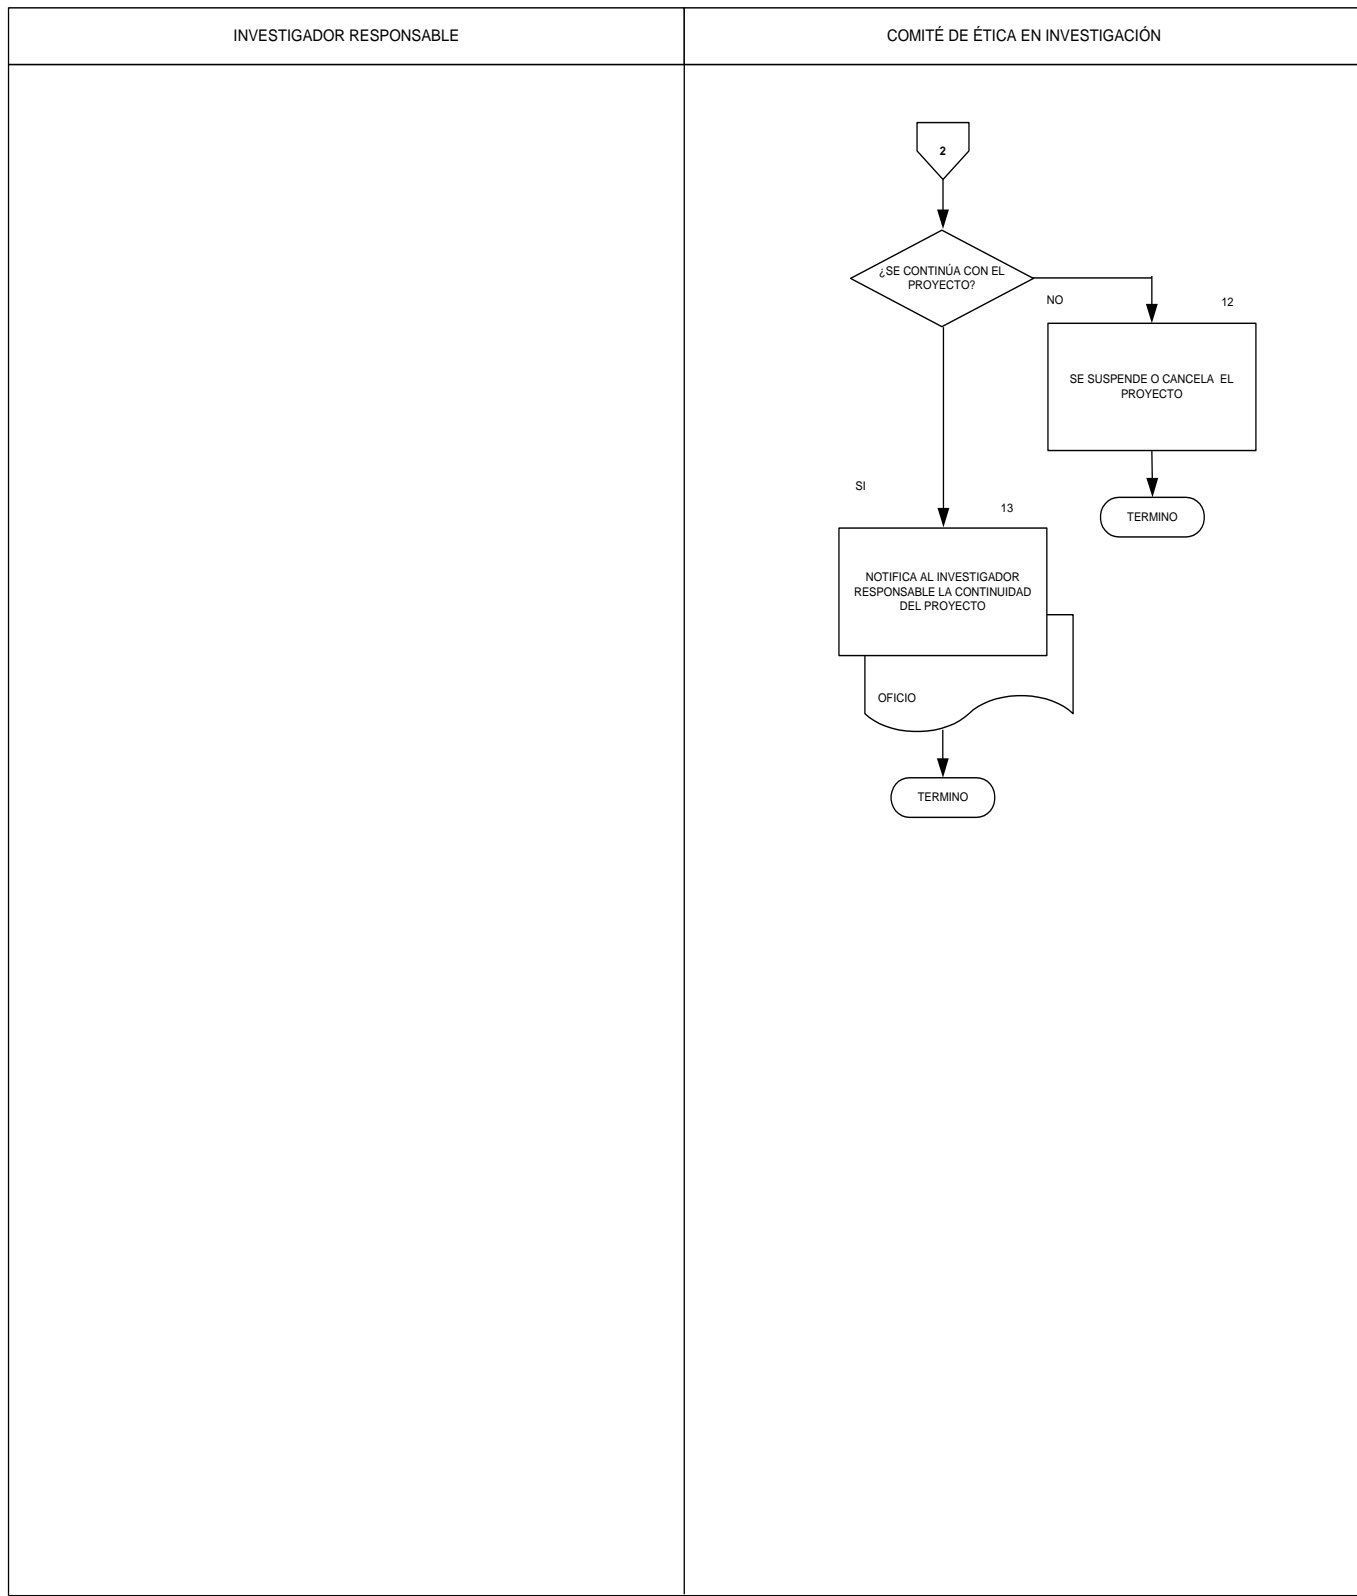 INVESTIGADOR RESPONSABLE
COMITÉ DE ÉTICA EN INVESTIGACIÓN
2
¿SE CONTINÚA CON EL
PROYECTO?
NO
12
SE SUSPENDE O CANCELA EL
PROYECTO
SI
TERMINO
13
NOTIFICA AL INVESTIGADOR
RESPONSABLE LA CONTINUIDAD
DEL PROYECTO
OFICIO
TERMINO